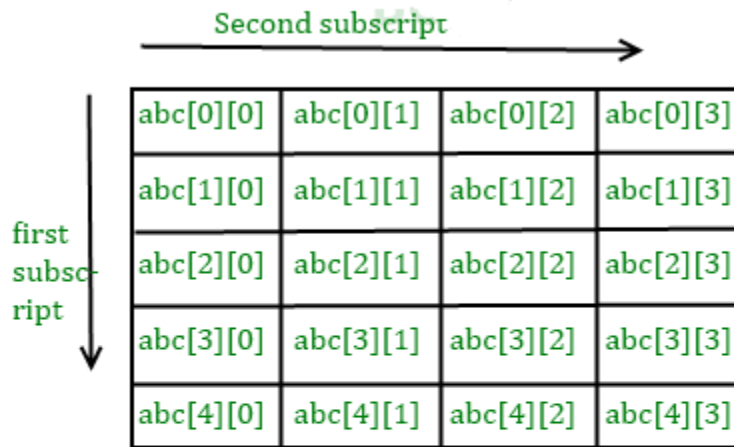 Second subscript
abc[0][0] abc[0][1] abc[0][2] abc[0][3]
abc[1][0] abc[1][1] abc[1][2] abc[1][3]
first
subsc-
ript
abc[2][0] abc[2][1] abc[2][2] abc[2][3]
abc[3][0] abc[3][1] abc[3][2] abc[3][3]
abc[4][0] abc[4][1] abc[4][2] abc[4][3]